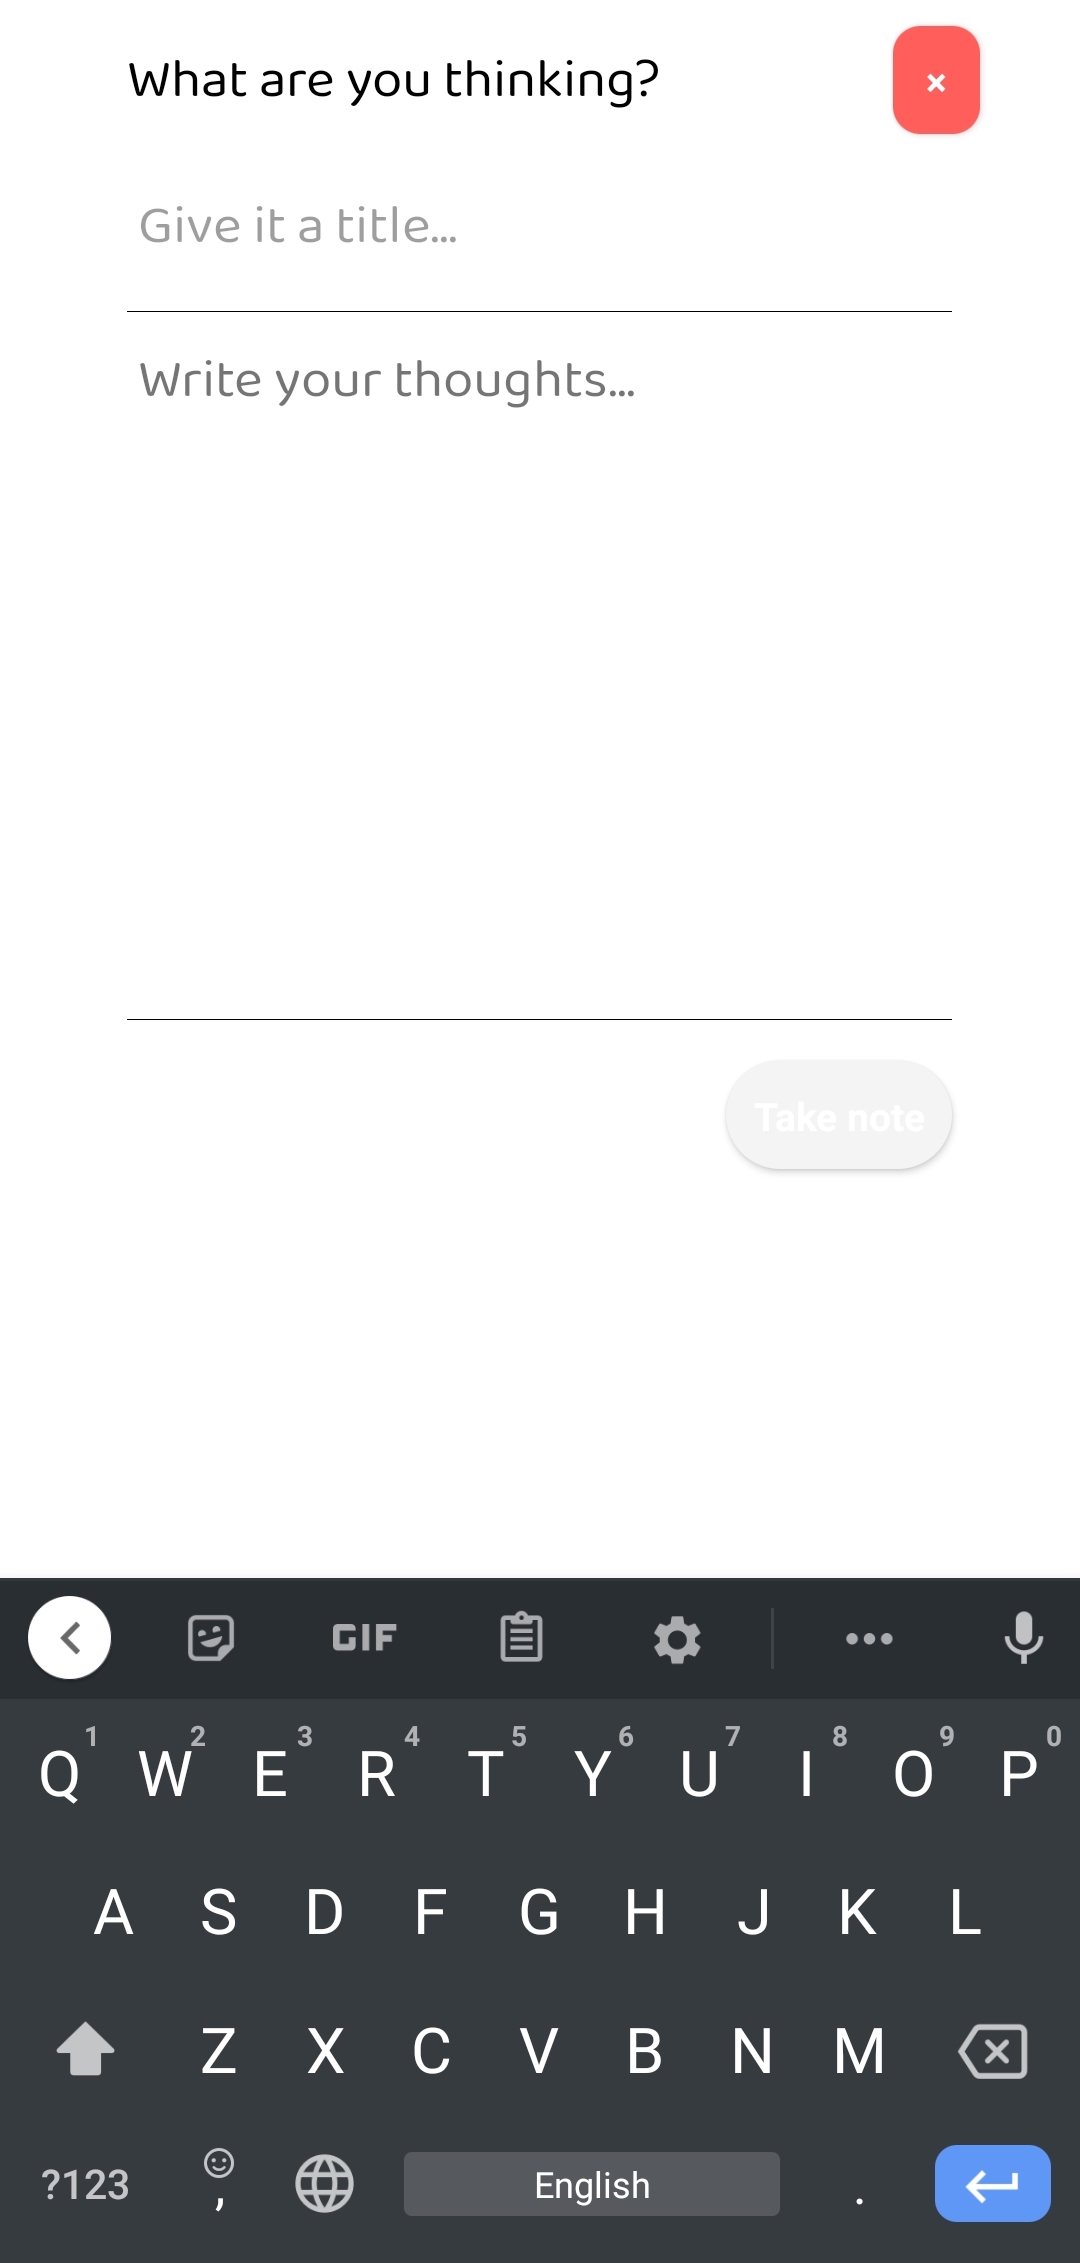 What are you thinking?
×
Give it a title...
Write your thoughts...
Take note
GIF
1 2 3 4 5 6 7 8 9 0
Q W E R T Y U I O P
A S D F G H J K L
Z X C V B N M
?123 , English .